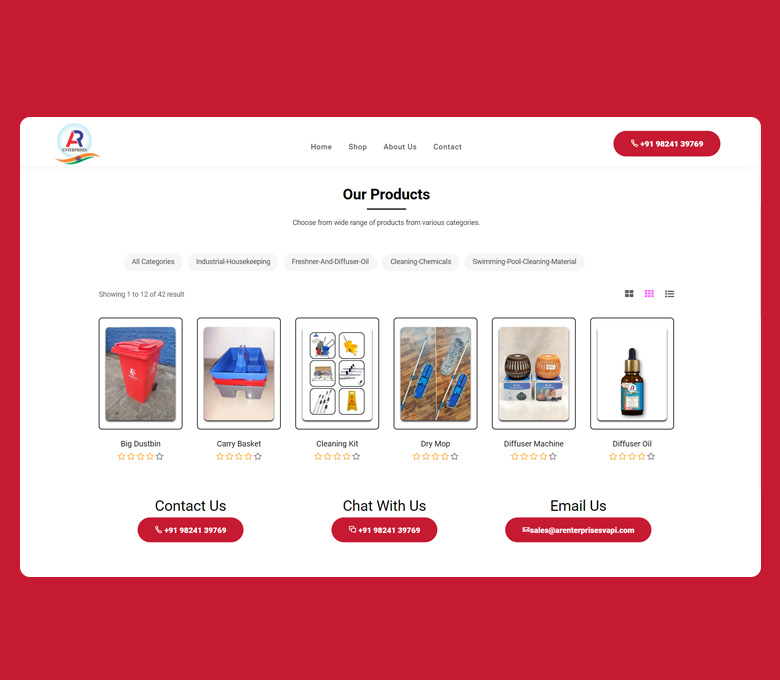 AR
ENTERPRISES
Home Shop About Us Contact
+91 98241 39769
Our Products
Choose from wide range of products from various categories.
All Categories Industrial-Housekeeping Freshner-And-Diffuser-Oil Cleaning-Chemicals Swimming-Pool-Cleaning-Material
Showing 1 to 12 of 42 result
Big Dustbin Carry Basket Cleaning Kit Dry Mop Diffuser Machine Diffuser Oil
Contact Us Chat With Us Email Us
+91 98241 39769 +91 98241 39769 sales@arenterprisesvapi.com